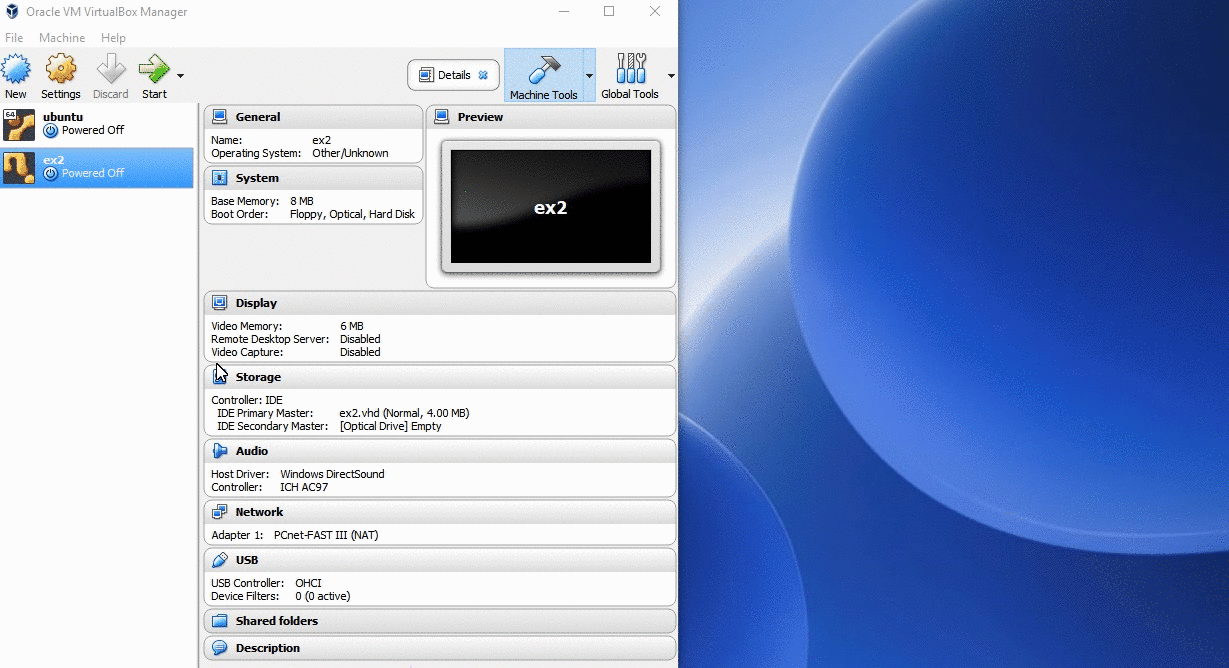 Oracle VM VirtualBox Manager
File Machine Help
New Settings Discard Start
Details
Machine Tools Global Tools
64
ubuntu
Powered Off
ex2
Powered Off
General
Name: ex2
Operating System: Other/Unknown
System
Base Memory: 8 MB
Boot Order: Floppy, Optical, Hard Disk
Preview
ex2
Display
Video Memory: 6 MB
Remote Desktop Server: Disabled
Video Capture: Disabled
Storage
Controller: IDE
IDE Primary Master: ex2.vhd (Normal, 4.00 MB)
IDE Secondary Master: [Optical Drive] Empty
Audio
Host Driver: Windows DirectSound
Controller: ICH AC97
Network
Adapter 1: PCnet-FAST III (NAT)
USB
USB Controller: OHCI
Device Filters: 0 (0 active)
Shared folders
Description